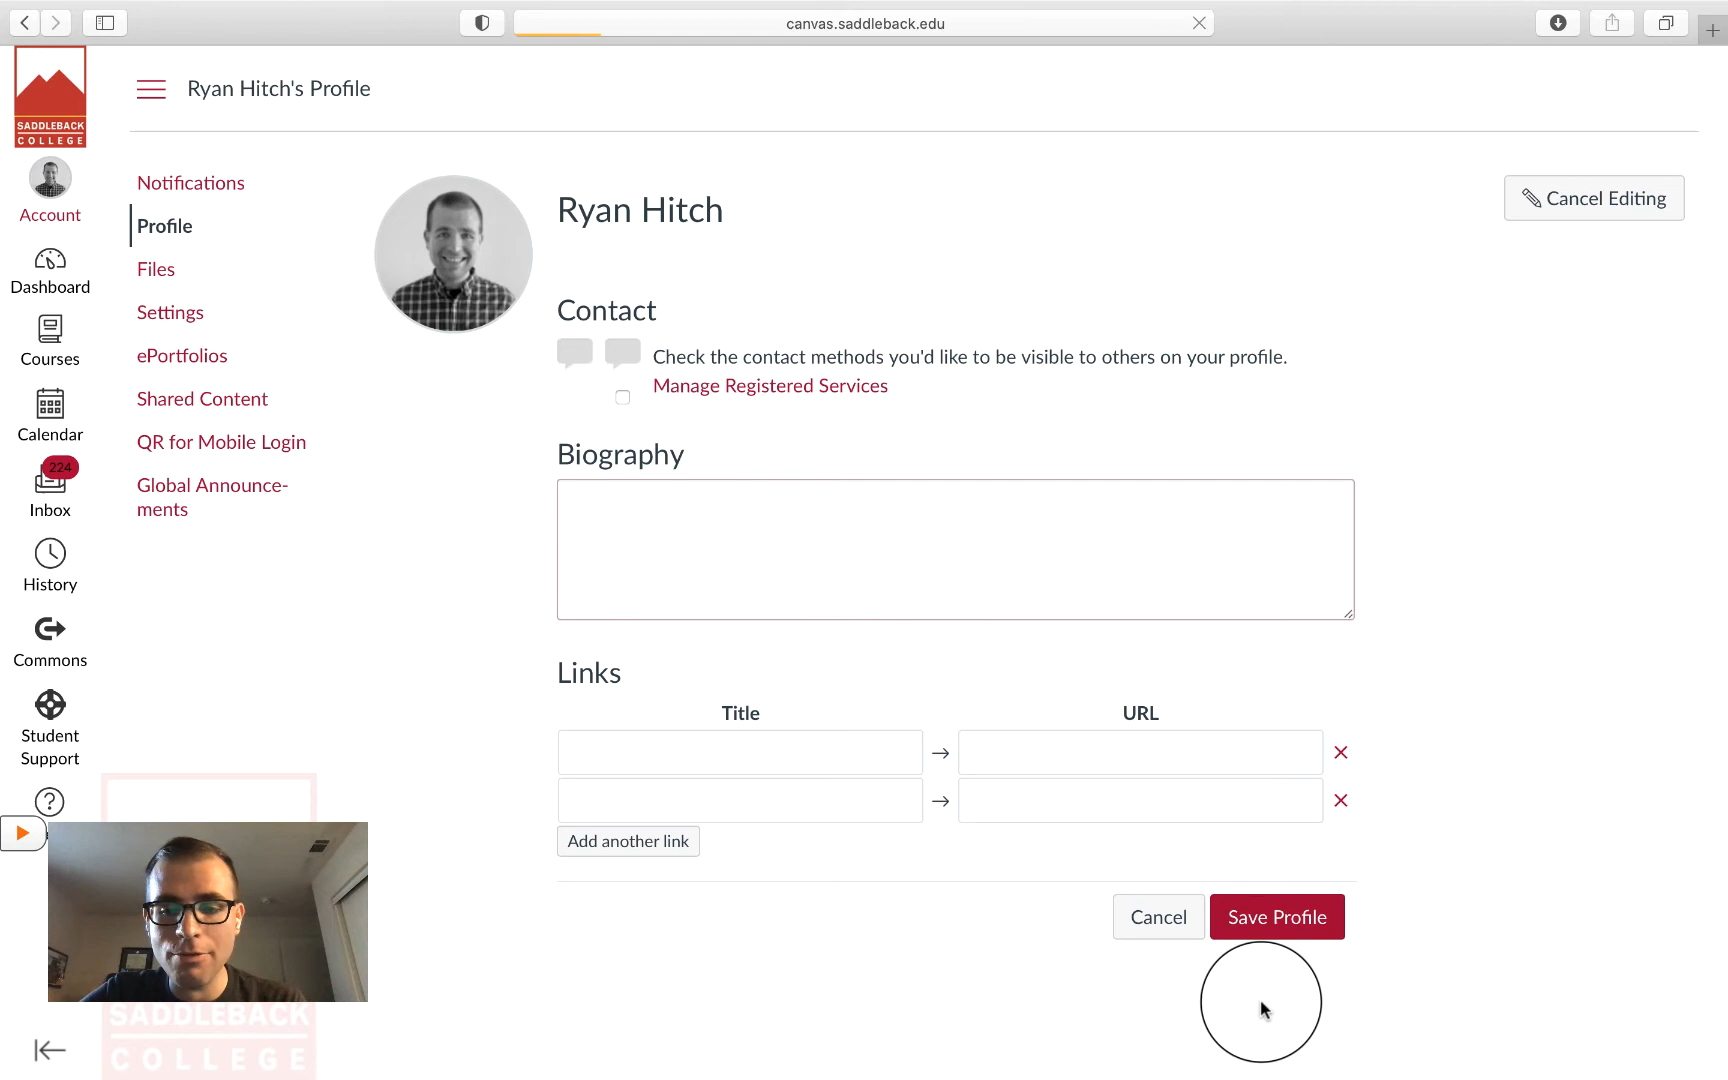 canvas.saddleback.edu
SADDLEBACK
COLLEGE
Ryan Hitch's Profile
Account
Dashboard
Courses
Calendar
224
Inbox
History
Commons
Student
Support
Notifications
Profile
Files
Settings
ePortfolios
Shared Content
QR for Mobile Login
Global Announce-
ments
Ryan Hitch
Cancel Editing
Contact
Check the contact methods you'd like to be visible to others on your profile.
Manage Registered Services
Biography
Links
Title URL
→
→
Add another link
Cancel Save Profile
SADDLEBACK
COLLEGE